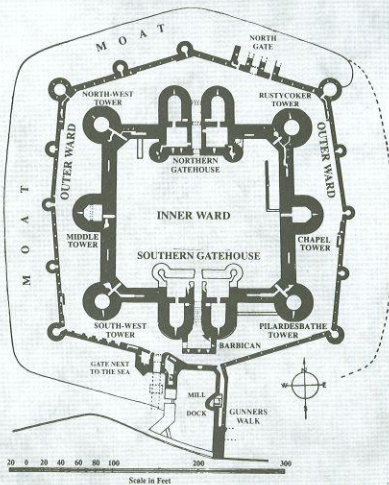 MOAT
NORTH
GATE
NORTH-WEST
TOWER
RUSTYCOKER
TOWER
OUTER WARD
OUTER WARD
NORTHERN
GATEHOUSE
MOAT
INNER WARD
MIDDLE
TOWER
CHAPEL
TOWER
SOUTHERN GATEHOUSE
SOUTH-WEST
TOWER
PILARDESBATHE
TOWER
BARBICAN
GATE NEXT
TO THE SEA
N
W
E
S
MILL
DOCK
GUNNERS
WALK
20 0 20 40 60 80 100 200 300
Scale in Feet